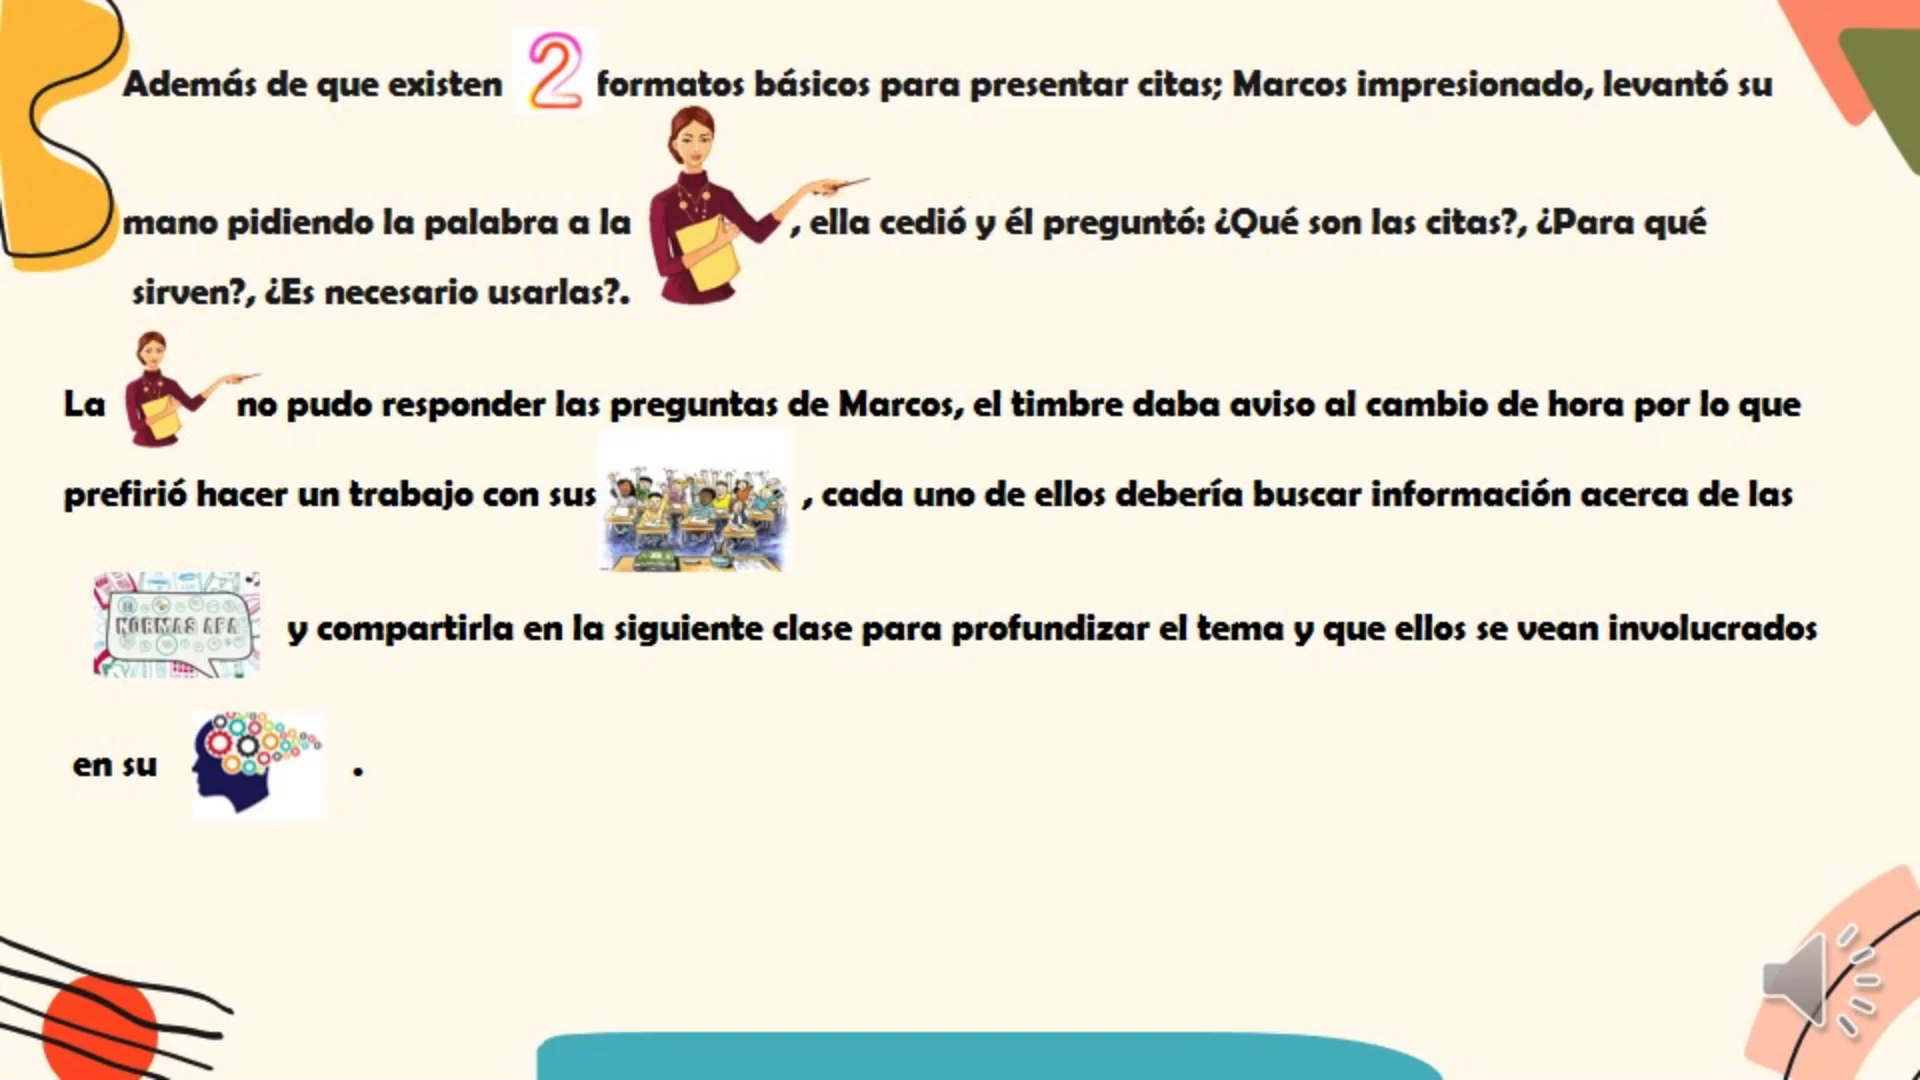 Además de que existen 2 formatos básicos para presentar citas; Marcos impresionado, levantó su
mano pidiendo la palabra a la , ella cedió y él preguntó: ¿Qué son las citas?, ¿Para qué
sirven?, ¿Es necesario usarlas?.
La no pudo responder las preguntas de Marcos, el timbre daba aviso al cambio de hora por lo que
prefirió hacer un trabajo con sus , cada uno de ellos debería buscar información acerca de las
NORMAS APA y compartirla en la siguiente clase para profundizar el tema y que ellos se vean involucrados
en su .